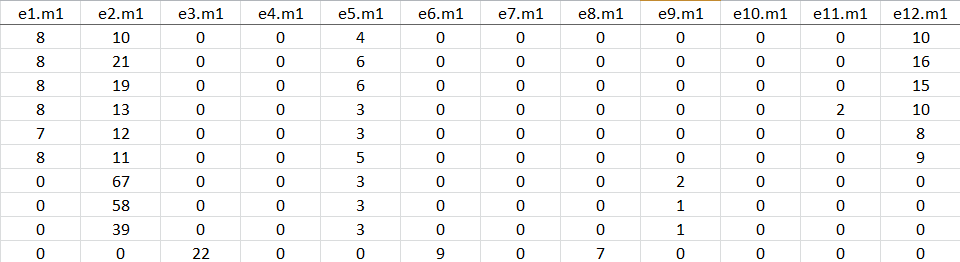 e1.m1 e2.m1 e3.m1 e4.m1 e5.m1 e6.m1 e7.m1 e8.m1 e9.m1 e10.m1 e11.m1 e12.m1
8 10 0 0 4 0 0 0 0 0 0 10
8 21 0 0 6 0 0 0 0 0 0 16
8 19 0 0 6 0 0 0 0 0 0 15
8 13 0 0 3 0 0 0 0 0 2 10
7 12 0 0 3 0 0 0 0 0 0 8
8 11 0 0 5 0 0 0 0 0 0 9
0 67 0 0 3 0 0 0 2 0 0 0
0 58 0 0 3 0 0 0 1 0 0 0
0 39 0 0 3 0 0 0 1 0 0 0
0 0 22 0 0 9 0 7 0 0 0 0